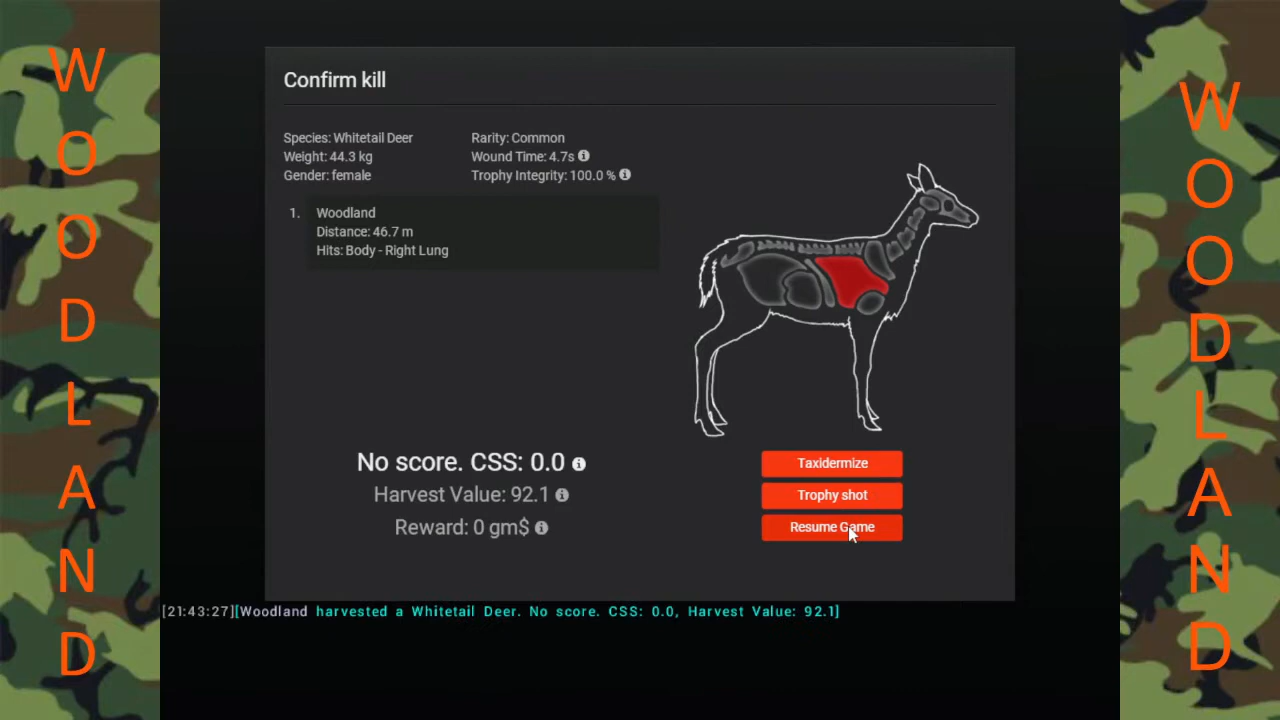 WOODLAND
Confirm kill
Species: Whitetail Deer
Weight: 44.3 kg
Gender: female
Rarity: Common
Wound Time: 4.7s
Trophy Integrity: 100.0 %
1.
Woodland
Distance: 46.7 m
Hits: Body - Right Lung
No score. CSS: 0.0
Harvest Value: 92.1
Reward: 0 gm$
Taxidermize
Trophy shot
Resume Game
[21:43:27][Woodland harvested a Whitetail Deer. No score. CSS: 0.0, Harvest Value: 92.1]
WOODLAND